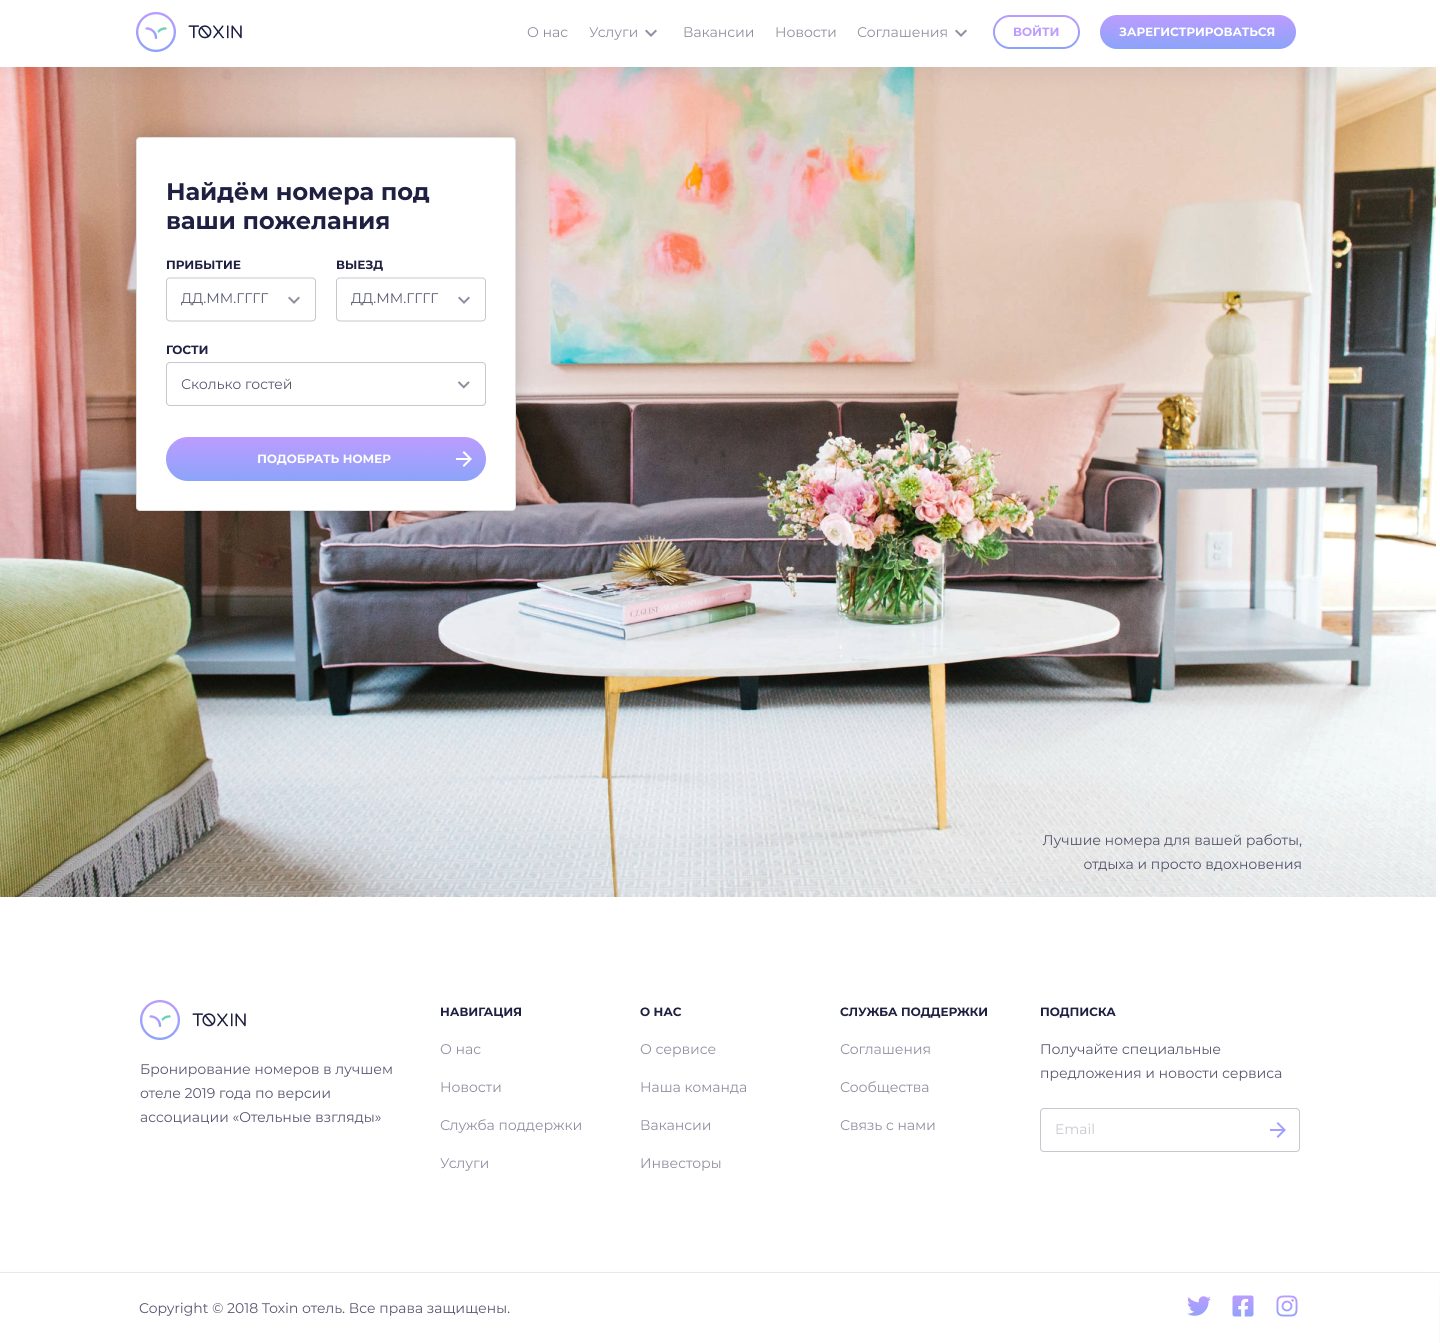 TOXIN
О нас Услуги Вакансии Новости Соглашения ВОЙТИ ЗАРЕГИСТРИРОВАТЬСЯ
Найдём номера под
ваши пожелания
ПРИБЫТИЕ ВЫЕЗД
ДД.ММ.ГГГГ ДД.ММ.ГГГГ
ГОСТИ
Сколько гостей
ПОДОБРАТЬ НОМЕР
Лучшие номера для вашей работы,
отдыха и просто вдохновения
TOXIN
Бронирование номеров в лучшем
отеле 2019 года по версии
ассоциации «Отельные взгляды»
НАВИГАЦИЯ
О нас
Новости
Служба поддержки
Услуги
О НАС
О сервисе
Наша команда
Вакансии
Инвесторы
СЛУЖБА ПОДДЕРЖКИ
Соглашения
Сообщества
Связь с нами
ПОДПИСКА
Получайте специальные
предложения и новости сервиса
Email
Copyright © 2018 Toxin отель. Все права защищены.